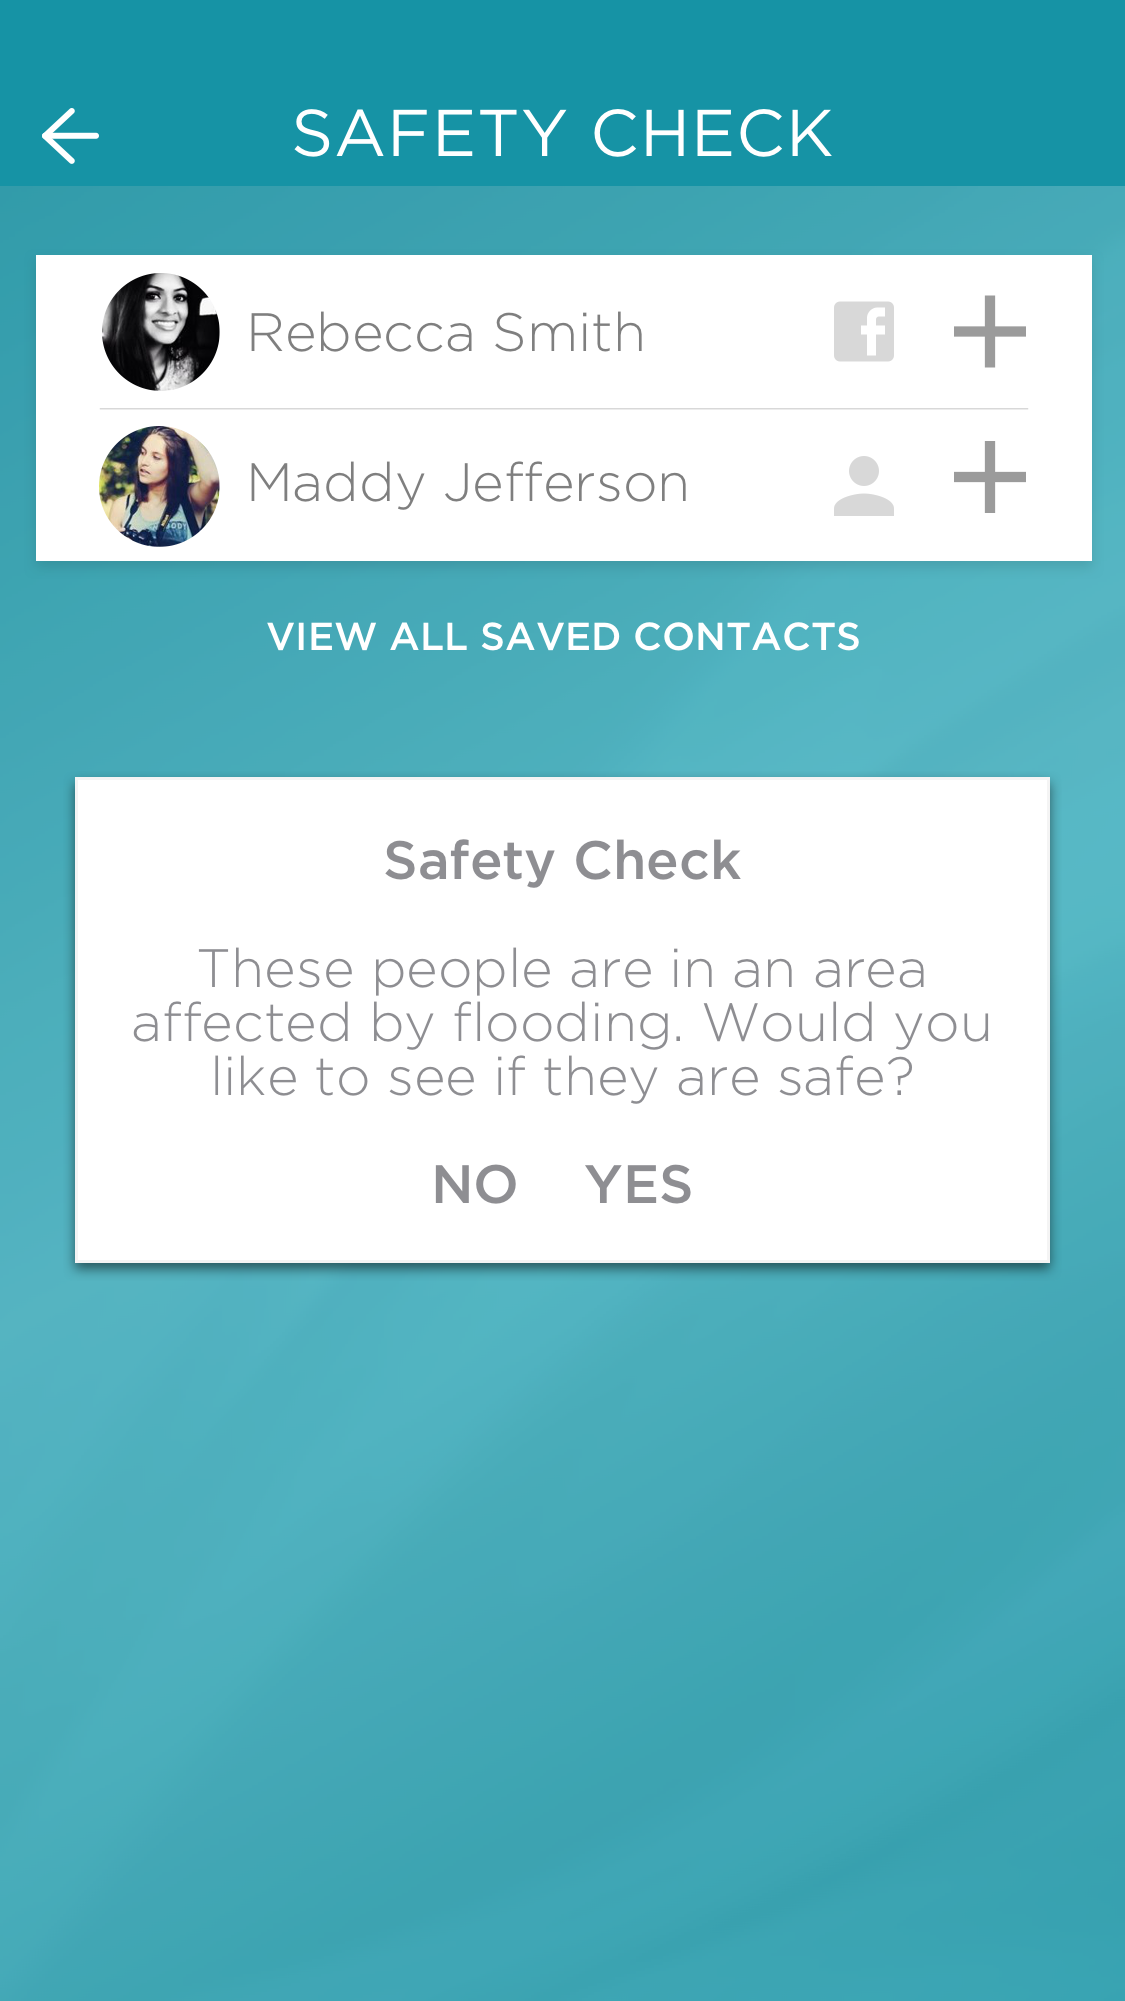 SAFETY CHECK
Rebecca Smith
Maddy Jefferson
VIEW ALL SAVED CONTACTS
Safety Check
These people are in an area
affected by flooding. Would you
like to see if they are safe?
NO YES